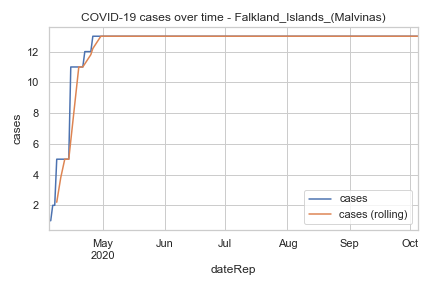 COVID-19 cases over time - Falkland_Islands_(Malvinas)
12
10
8
6
4
2
cases
cases
cases (rolling)
May Jun Jul Aug Sep Oct
2020
dateRep